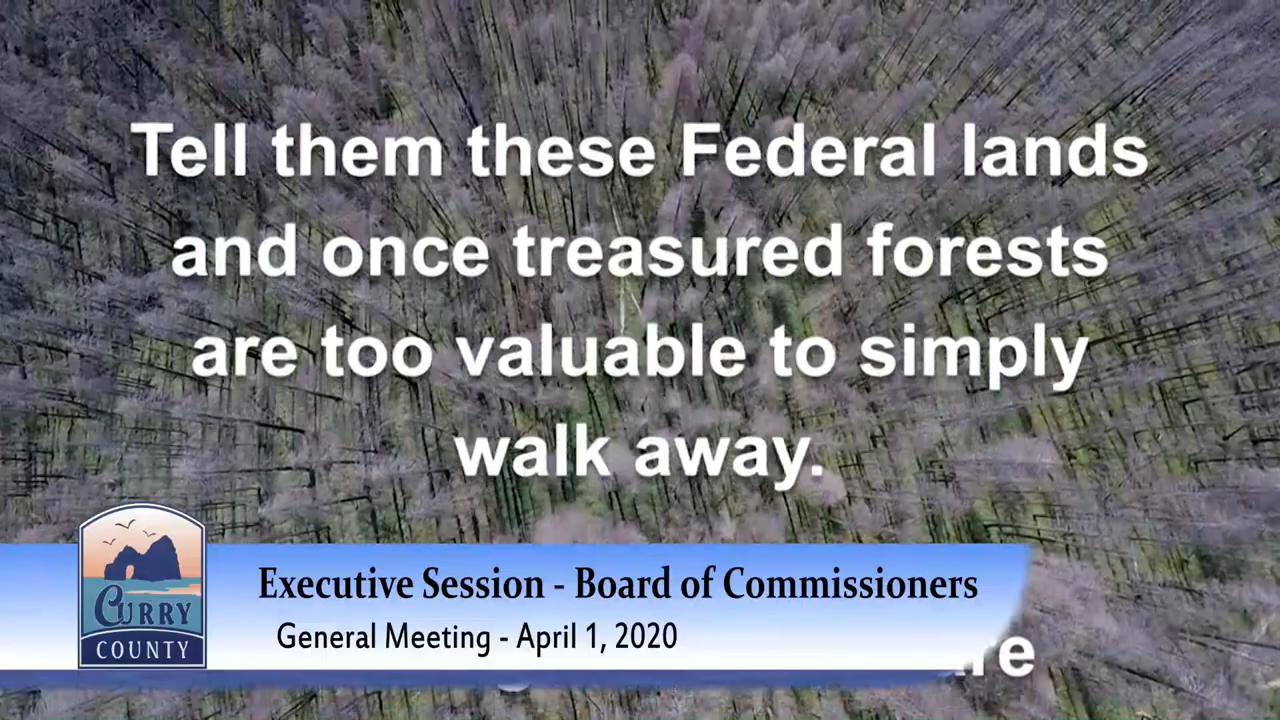 Tell them these Federal lands
and once treasured forests
are too valuable to simply
walk away.
Executive Session - Board of Commissioners
General Meeting - April 1, 2020
CURRY
COUNTY